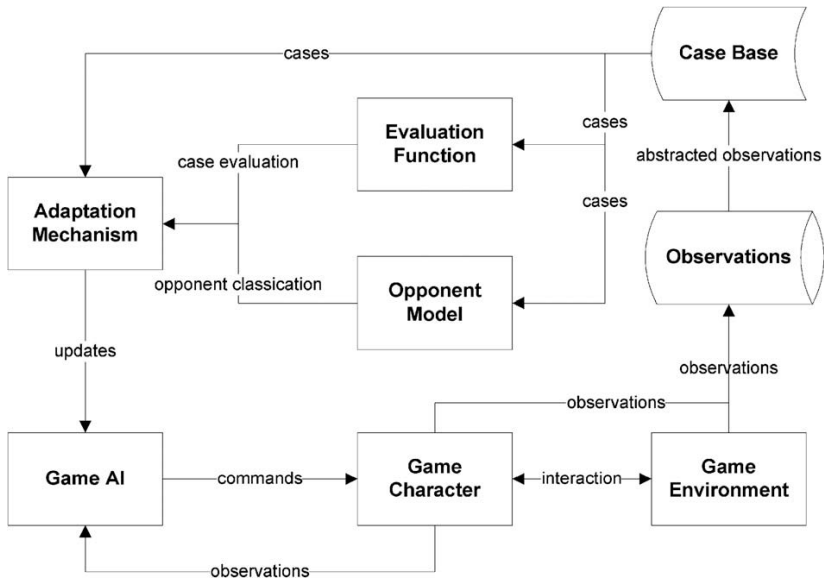 cases
Case Base
Evaluation
Function
cases
case evaluation
abstracted observations
Adaptation
Mechanism
cases
Observations
opponent classication
Opponent
Model
updates
observations
observations
Game AI
commands
Game
Character
interaction
Game
Environment
observations